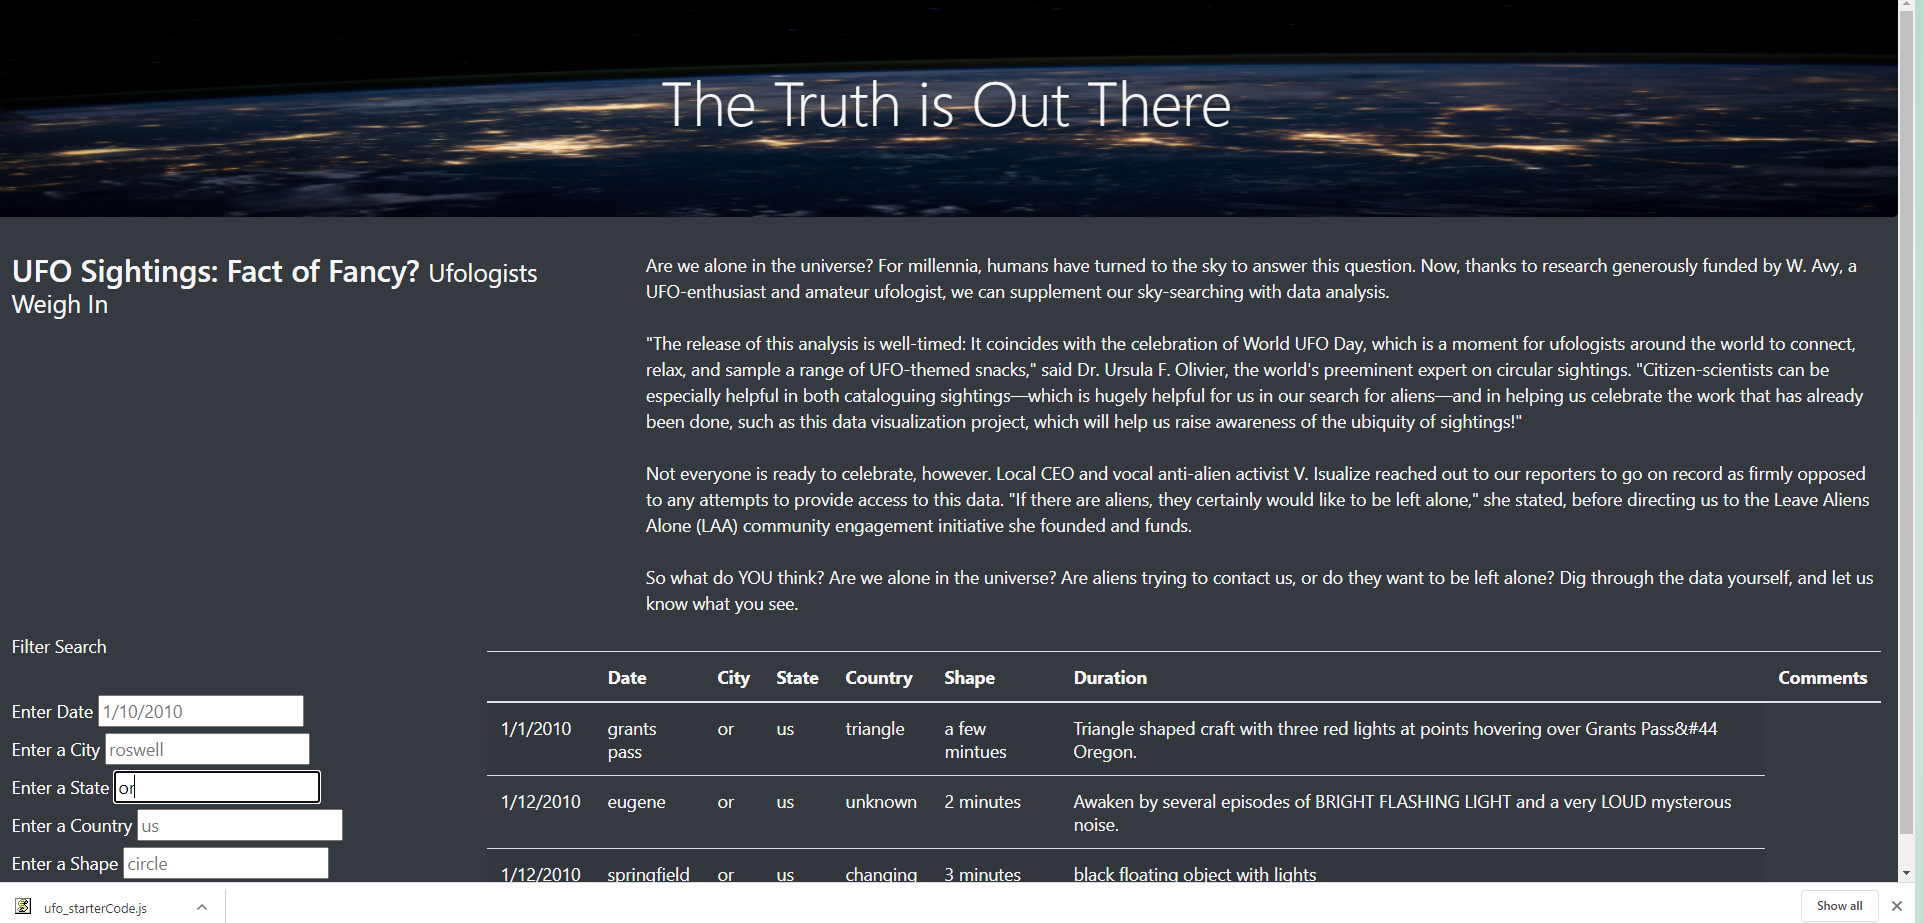 The Truth is Out There
UFO Sightings: Fact of Fancy? Ufologists
Weigh In
Are we alone in the universe? For millennia, humans have turned to the sky to answer this question. Now, thanks to research generously funded by W. Avy, a
UFO-enthusiast and amateur ufologist, we can supplement our sky-searching with data analysis.
"The release of this analysis is well-timed: It coincides with the celebration of World UFO Day, which is a moment for ufologists around the world to connect,
relax, and sample a range of UFO-themed snacks," said Dr. Ursula F. Olivier, the world's preeminent expert on circular sightings. "Citizen-scientists can be
especially helpful in both cataloguing sightings—which is hugely helpful for us in our search for aliens—and in helping us celebrate the work that has already
been done, such as this data visualization project, which will help us raise awareness of the ubiquity of sightings!"
Not everyone is ready to celebrate, however. Local CEO and vocal anti-alien activist V. Isualize reached out to our reporters to go on record as firmly opposed
to any attempts to provide access to this data. "If there are aliens, they certainly would like to be left alone," she stated, before directing us to the Leave Aliens
Alone (LAA) community engagement initiative she founded and funds.
So what do YOU think? Are we alone in the universe? Are aliens trying to contact us, or do they want to be left alone? Dig through the data yourself, and let us
know what you see.
Filter Search
Enter Date 1/10/2010
Enter a City roswell
Enter a State or
Enter a Country us
Enter a Shape circle
Date City State Country Shape Duration Comments
1/1/2010 grants or us triangle a few Triangle shaped craft with three red lights at points hovering over Grants Pass&#44
pass mintues Oregon.
1/12/2010 eugene or us unknown 2 minutes Awaken by several episodes of BRIGHT FLASHING LIGHT and a very LOUD mysterous
noise.
1/12/2010 springfield or us changing 3 minutes black floating object with lights
ufo_starterCode.js
Show all